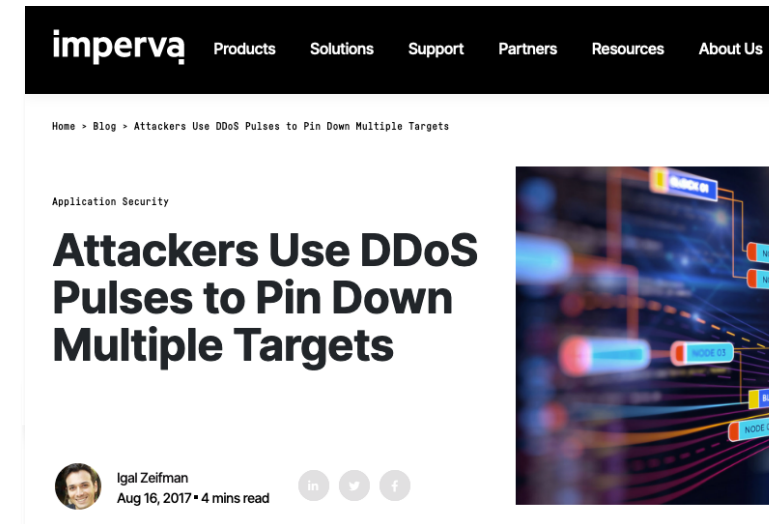 imperva
Products Solutions Support Partners Resources About Us
Home > Blog > Attackers Use DDoS Pulses to Pin Down Multiple Targets
Application Security
Attackers Use DDoS
Pulses to Pin Down
Multiple Targets
Igal Zeifman
Aug 16, 2017 ▪ 4 mins read
in f
NODE 03
NODE